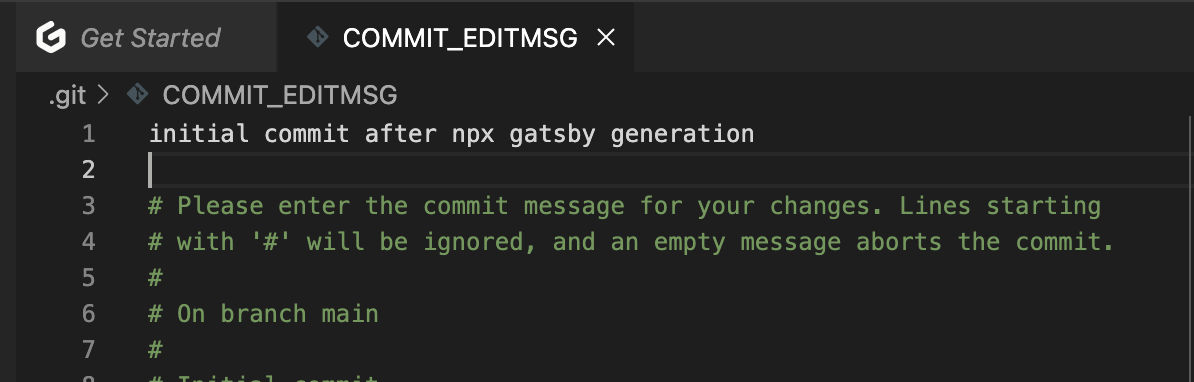 Get Started
COMMIT_EDITMSG
.git > COMMIT_EDITMSG
1 initial commit after npx gatsby generation
2
3 # Please enter the commit message for your changes. Lines starting
4 # with '#' will be ignored, and an empty message aborts the commit.
5 #
6 # On branch main
7 #
8 # Initial commit